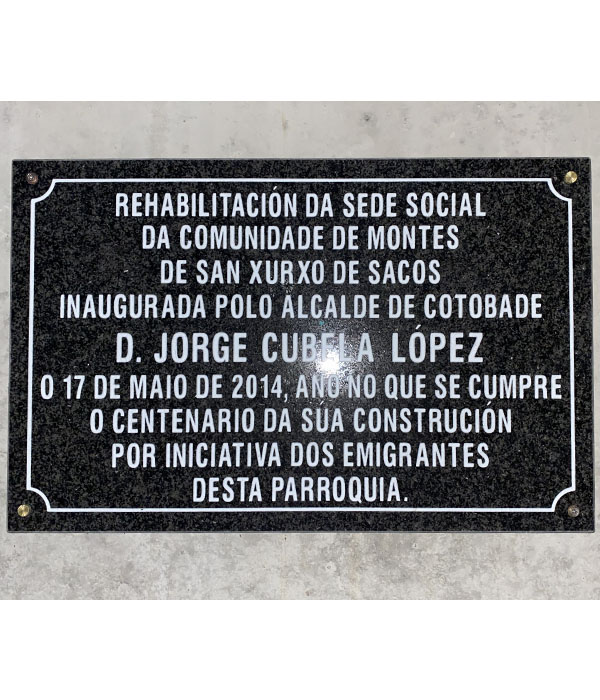 REHABILITACIÓN DA SEDE SOCIAL
DA COMUNIDADE DE MONTES
DE SAN XURXO DE SACOS
INAUGURADA POLO ALCALDE DE COTOBADE
D. JORGE CUBELA LÓPEZ
O 17 DE MAIO DE 2014, ANO NO QUE SE CUMPRE
O CENTENARIO DA SUA CONSTRUCIÓN
POR INICIATIVA DOS EMIGRANTES
DESTA PARROQUIA.